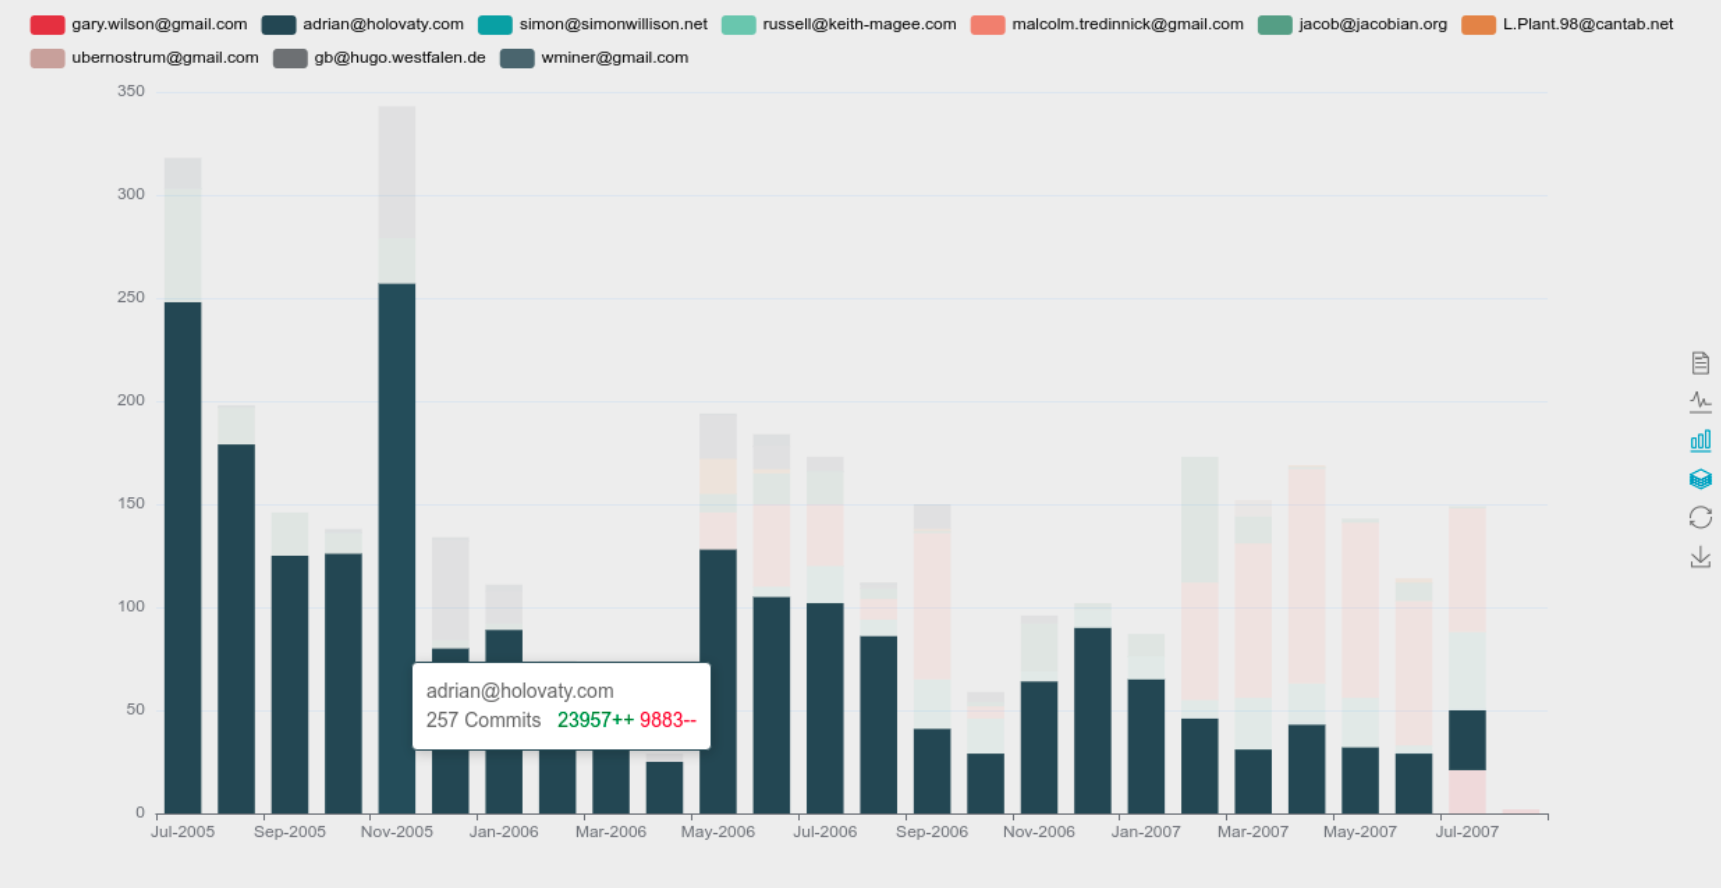 gary.wilson@gmail.com adrian@holovaty.com simon@simonwillison.net russell@keith-magee.com malcolm.tredinnick@gmail.com jacob@jacobian.org L.Plant.98@cantab.net
ubernostrum@gmail.com gb@hugo.westfalen.de wminer@gmail.com
350
300
250
200
150
100
50
0
adrian@holovaty.com
257 Commits 23957++ 9883--
Jul-2005 Sep-2005 Nov-2005 Jan-2006 Mar-2006 May-2006 Jul-2006 Sep-2006 Nov-2006 Jan-2007 Mar-2007 May-2007 Jul-2007